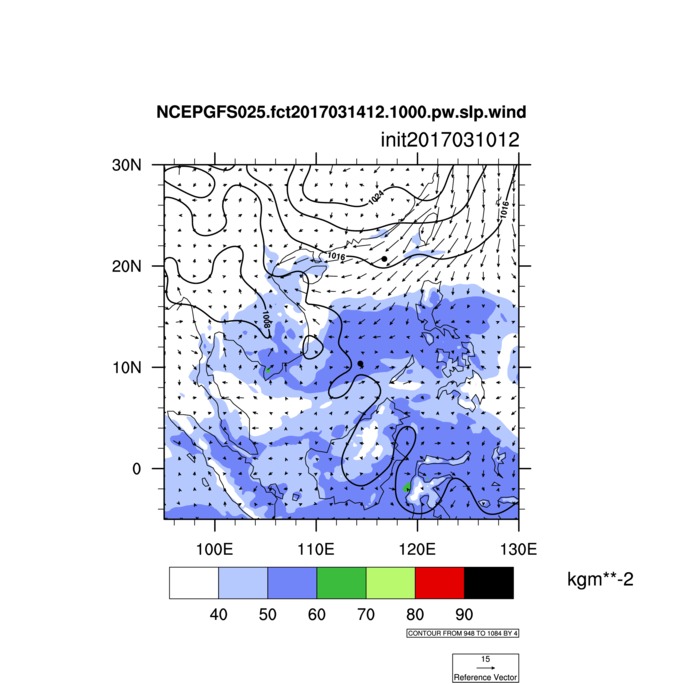 NCEPGFS025.fct2017031412.1000.pw.slp.wind
init2017031012
30N
1024
1016
1016
20N
1008
10N
0
100E 110E 120E 130E
kgm**-2
40 50 60 70 80 90
CONTOUR FROM 948 TO 1084 BY 4
15
Reference Vector